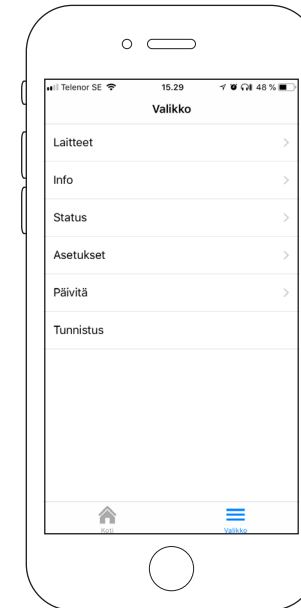 Telenor SE 15.29 48 %
Valikko
Laitteet
Info
Status
Asetukset
Päivitä
Tunnistus
Koti Valikko